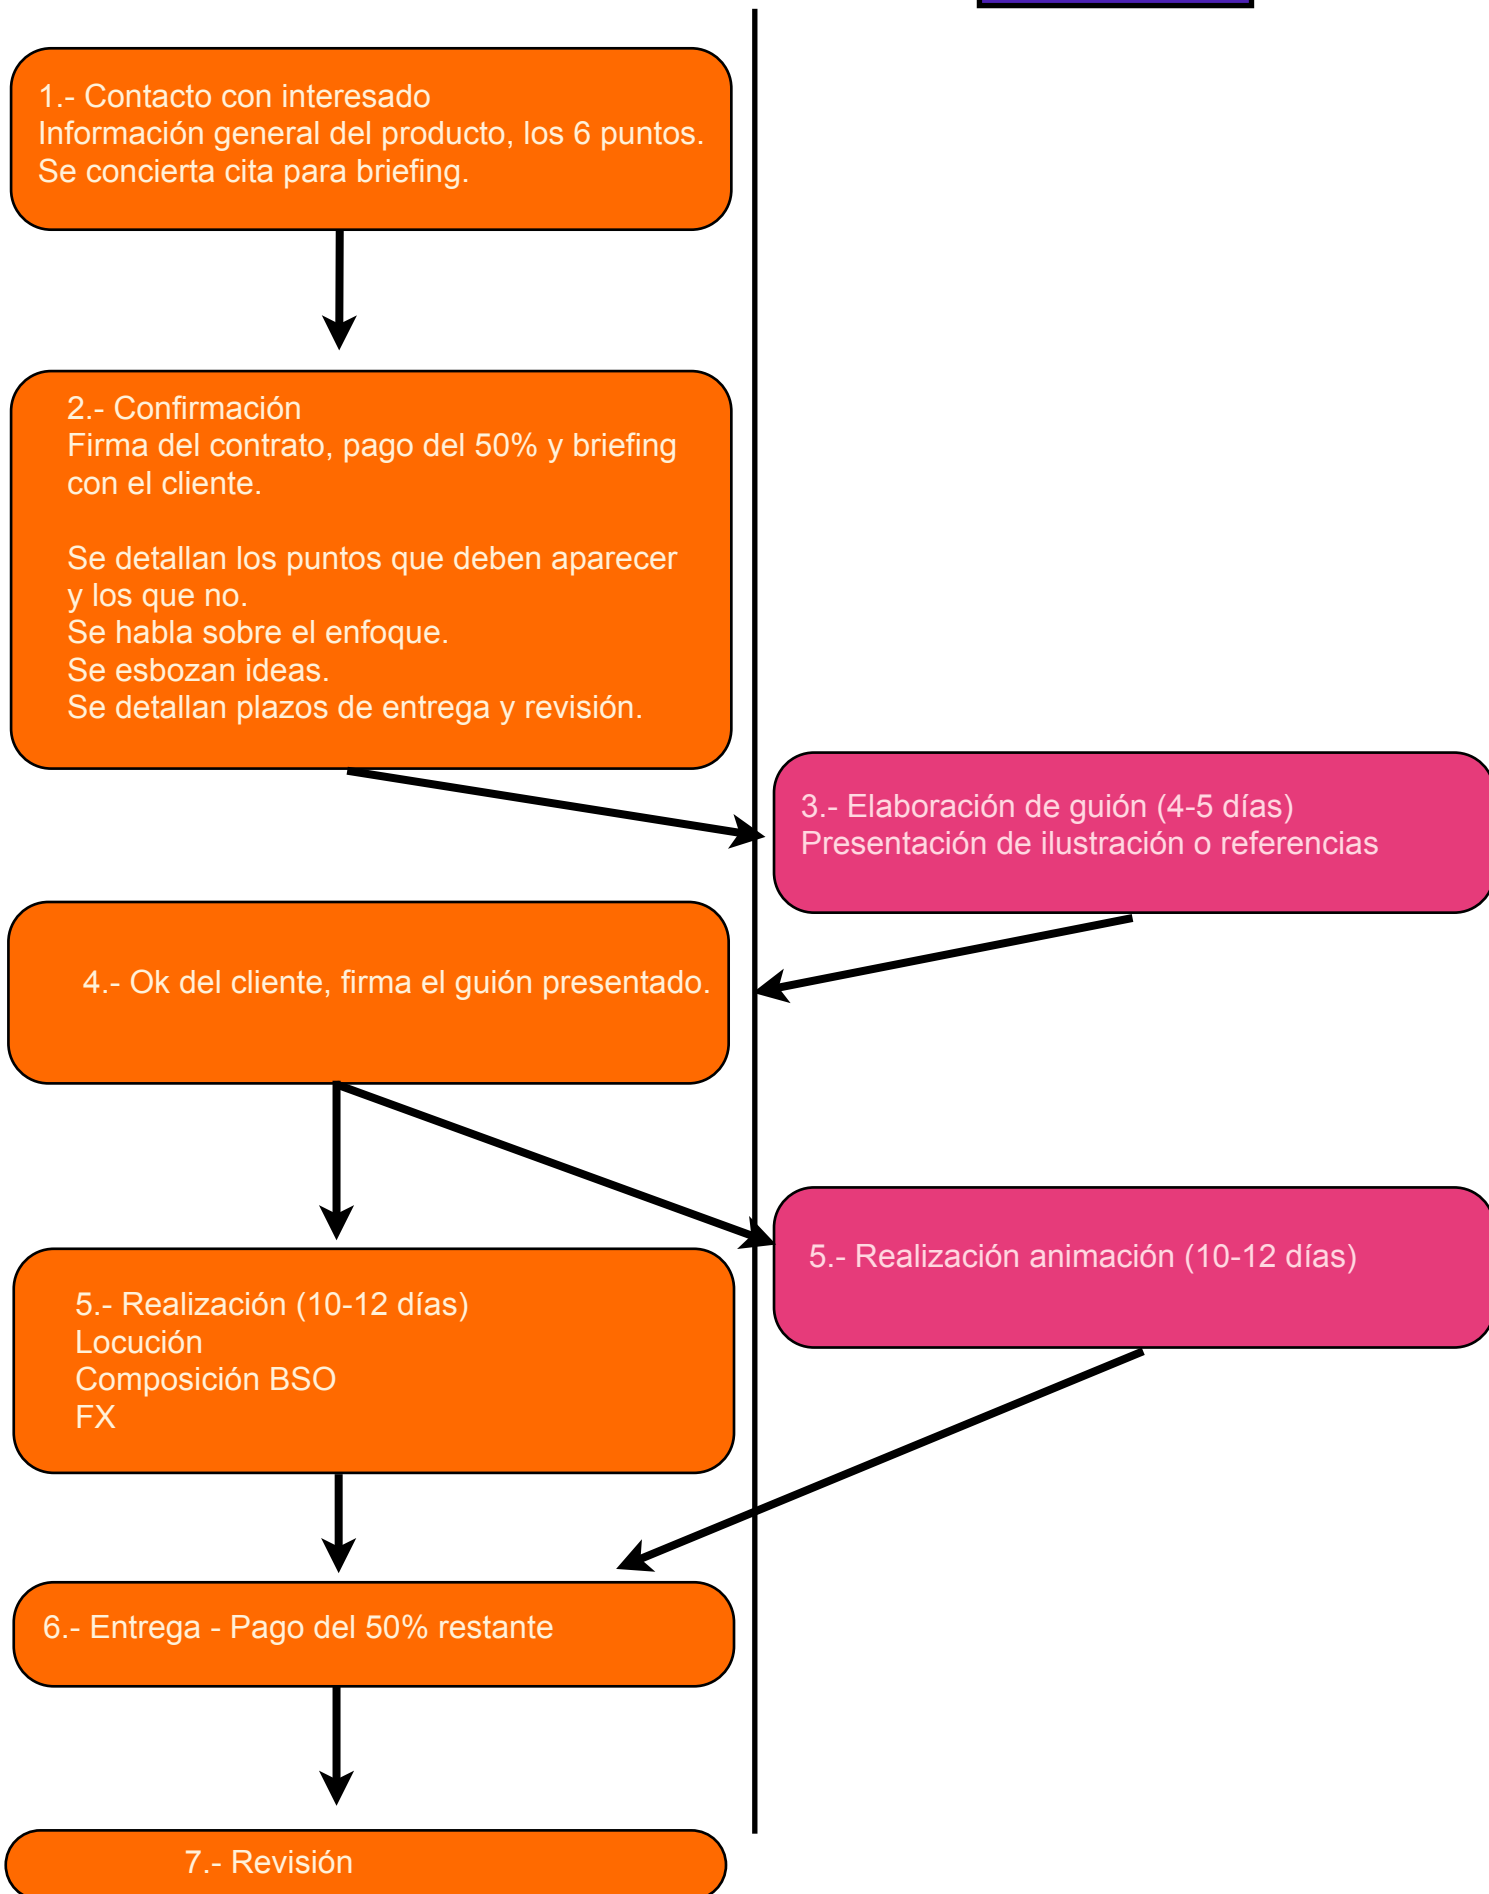 1.- Contacto con interesado
Información general del producto, los 6 puntos.
Se concierta cita para briefing.
2.- Confirmación
Firma del contrato, pago del 50% y briefing
con el cliente.
Se detallan los puntos que deben aparecer
y los que no.
Se habla sobre el enfoque.
Se esbozan ideas.
Se detallan plazos de entrega y revisión.
3.- Elaboración de guión (4-5 días)
Presentación de ilustración o referencias
4.- Ok del cliente, firma el guión presentado.
5.- Realización (10-12 días)
Locución
Composición BSO
FX
5.- Realización animación (10-12 días)
6.- Entrega - Pago del 50% restante
7.- Revisión